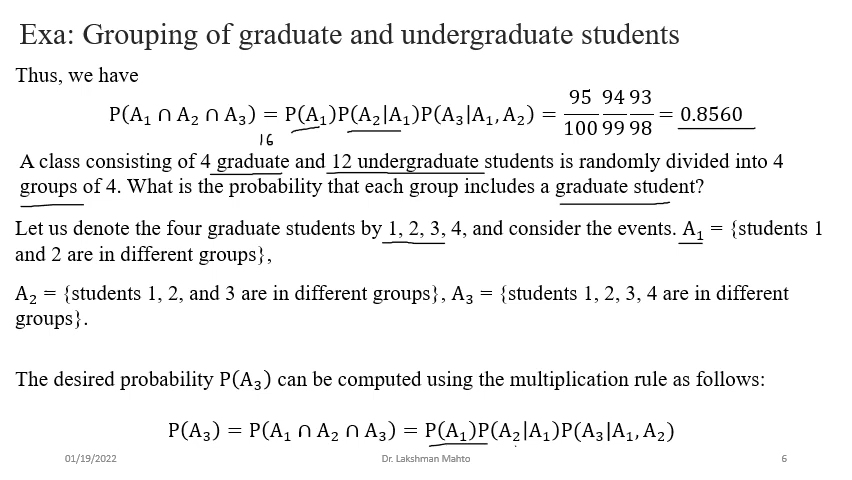 Exa: Grouping of graduate and undergraduate students
Thus, we have
P(A₁ ∩ A₂ ∩ A₃) = P(A₁)P(A₂|A₁)P(A₃|A₁, A₂) = 95/100 94/99 93/98 = 0.8560
16
A class consisting of 4 graduate and 12 undergraduate students is randomly divided into 4
groups of 4. What is the probability that each group includes a graduate student?
Let us denote the four graduate students by 1, 2, 3, 4, and consider the events. A₁ = {students 1
and 2 are in different groups},
A₂ = {students 1, 2, and 3 are in different groups}, A₃ = {students 1, 2, 3, 4 are in different
groups}.
The desired probability P(A₃) can be computed using the multiplication rule as follows:
P(A₃) = P(A₁ ∩ A₂ ∩ A₃) = P(A₁)P(A₂|A₁)P(A₃|A₁, A₂)
01/19/2022 Dr. Lakshman Mahto 6